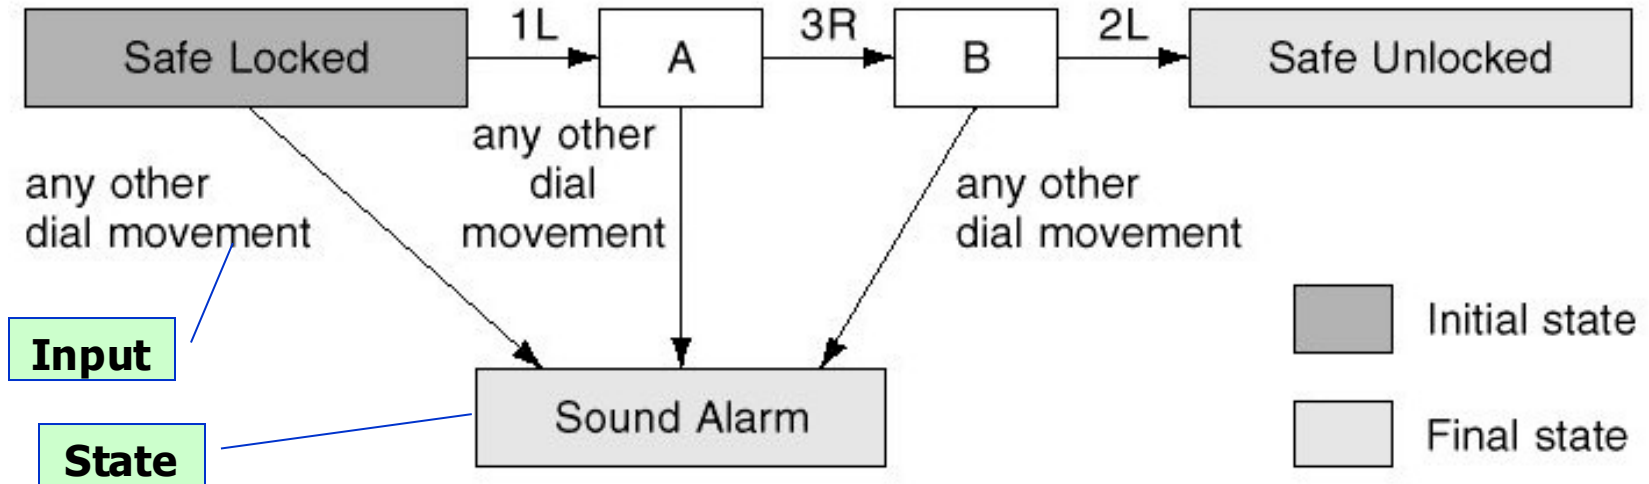 1L
3R
2L
Safe Locked
A
B
Safe Unlocked
any other
dial movement
any other
dial
movement
any other
dial movement
Input
State
Sound Alarm
Initial state
Final state